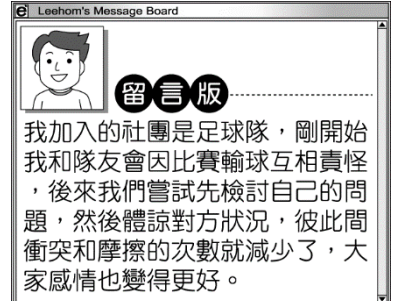 Leehom's Message Board
留言版
我加入的社團是足球隊，剛開始
我和隊友會因比賽輸球互相責怪
，後來我們嘗試先檢討自己的問
題，然後體諒對方狀況，彼此間
衝突和摩擦的次數就減少了，大
家感情也變得更好。